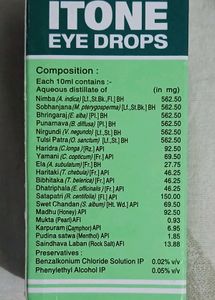 ITONE
EYE DROPS
Composition :
Each 10ml contains :-
Aqueous distillate of (in mg)
Nimba (A. indica) [Lf.,St.Bk.,Fl.] BH 562.50
Sobhanjana (M. pterygosperma) [Lf.,St.Bk.] BH 562.50
Bhringaraj (E. alba) [Pl.] BH 562.50
Punarnava (B. diffusa) [Pl.] BH 562.50
Nirgundi (V. negundo) [Lf.] BH 562.50
Tulsi Patra (O. sanctum) [Lf.] BH 562.50
Haridra (C. longa) [Rz.] API 92.50
Yamani (C. copticum) [Fr.] API 69.50
Ela (A. subulatum) [Fr.] BH 27.75
Haritaki (T. chebula) [Fr.] API 46.25
Bibhitaka (T. belerica) [Fr.] API 46.25
Dhatriphala (E. officinalis) [Fr.] API 46.25
Satapatri (R. centifolia) [Fl.] API 150.00
Swet Chandan (S. album) [Ht. Wd.] API 69.50
Madhu (Honey) API 92.50
Mukta (Pearl) API 0.93
Karpuram (Camphor) API 6.95
Pudina satwa (Menthol) BH 1.85
Saindhava Laban (Rock Salt) AFI 13.88
Preservatives :
Benzalkonium Chloride Solution IP 0.02% v/v
Phenylethyl Alcohol IP 0.05% v/v